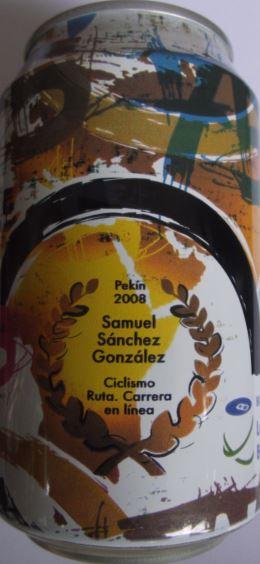 Pekín
2008
Samuel
Sánchez
González
Ciclismo
Ruta. Carrera
en línea